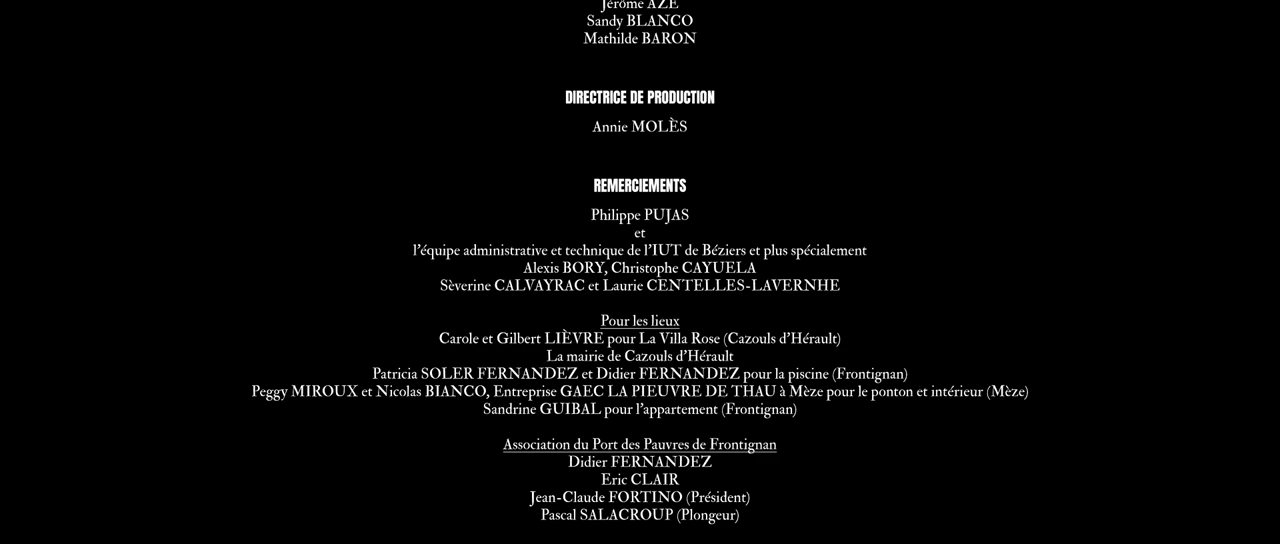 Jérôme AZÉ
Sandy BLANCO
Mathilde BARON
DIRECTRICE DE PRODUCTION
Annie MOLÈS
REMERCIEMENTS
Philippe PUJAS
et
l'équipe administrative et technique de l'IUT de Béziers et plus spécialement
Alexis BORY, Christophe CAYUELA
Sèverine CALVAYRAC et Laurie CENTELLES-LAVERNHE
Pour les lieux
Carole et Gilbert LIÈVRE pour La Villa Rose (Cazouls d'Hérault)
La mairie de Cazouls d'Hérault
Patricia SOLER FERNANDEZ et Didier FERNANDEZ pour la piscine (Frontignan)
Peggy MIROUX et Nicolas BIANCO, Entreprise GAEC LA PIEUVRE DE THAU à Mèze pour le ponton et intérieur (Mèze)
Sandrine GUIBAL pour l'appartement (Frontignan)
Association du Port des Pauvres de Frontignan
Didier FERNANDEZ
Eric CLAIR
Jean-Claude FORTINO (Président)
Pascal SALACROUP (Plongeur)